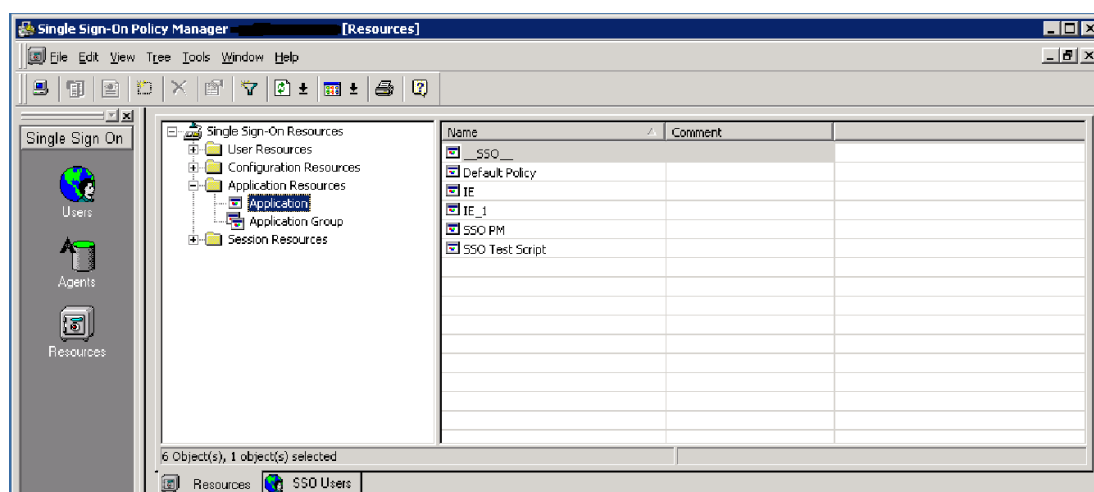 Single Sign-On Policy Manager [Resources]
File Edit View Tree Tools Window Help
Single Sign On
Users
Agents
Resources
Single Sign-On Resources
User Resources
Configuration Resources
Application Resources
Application
Application Group
Session Resources
Name Comment
__SSO__
Default Policy
IE
IE_1
SSO PM
SSO Test Script
6 Object(s), 1 object(s) selected
Resources SSO Users